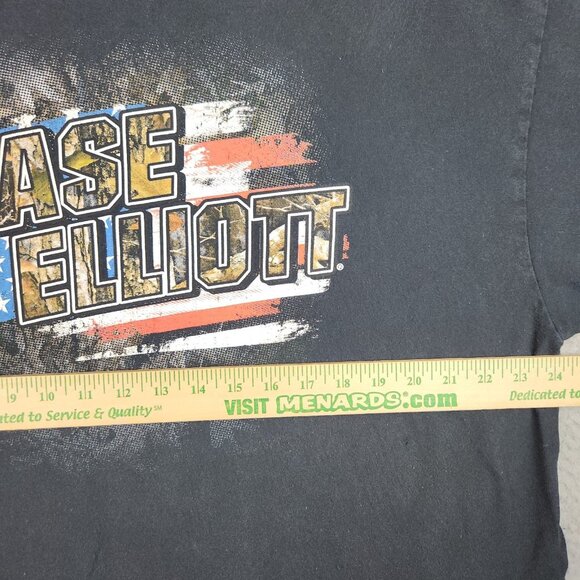 ASE
ELLIOTT®
9 10 11 12 13 14 15 16 17 18 19 20 21 22 23 24
ated to Service & Quality℠ VISIT MENARDS.com Dedicated to